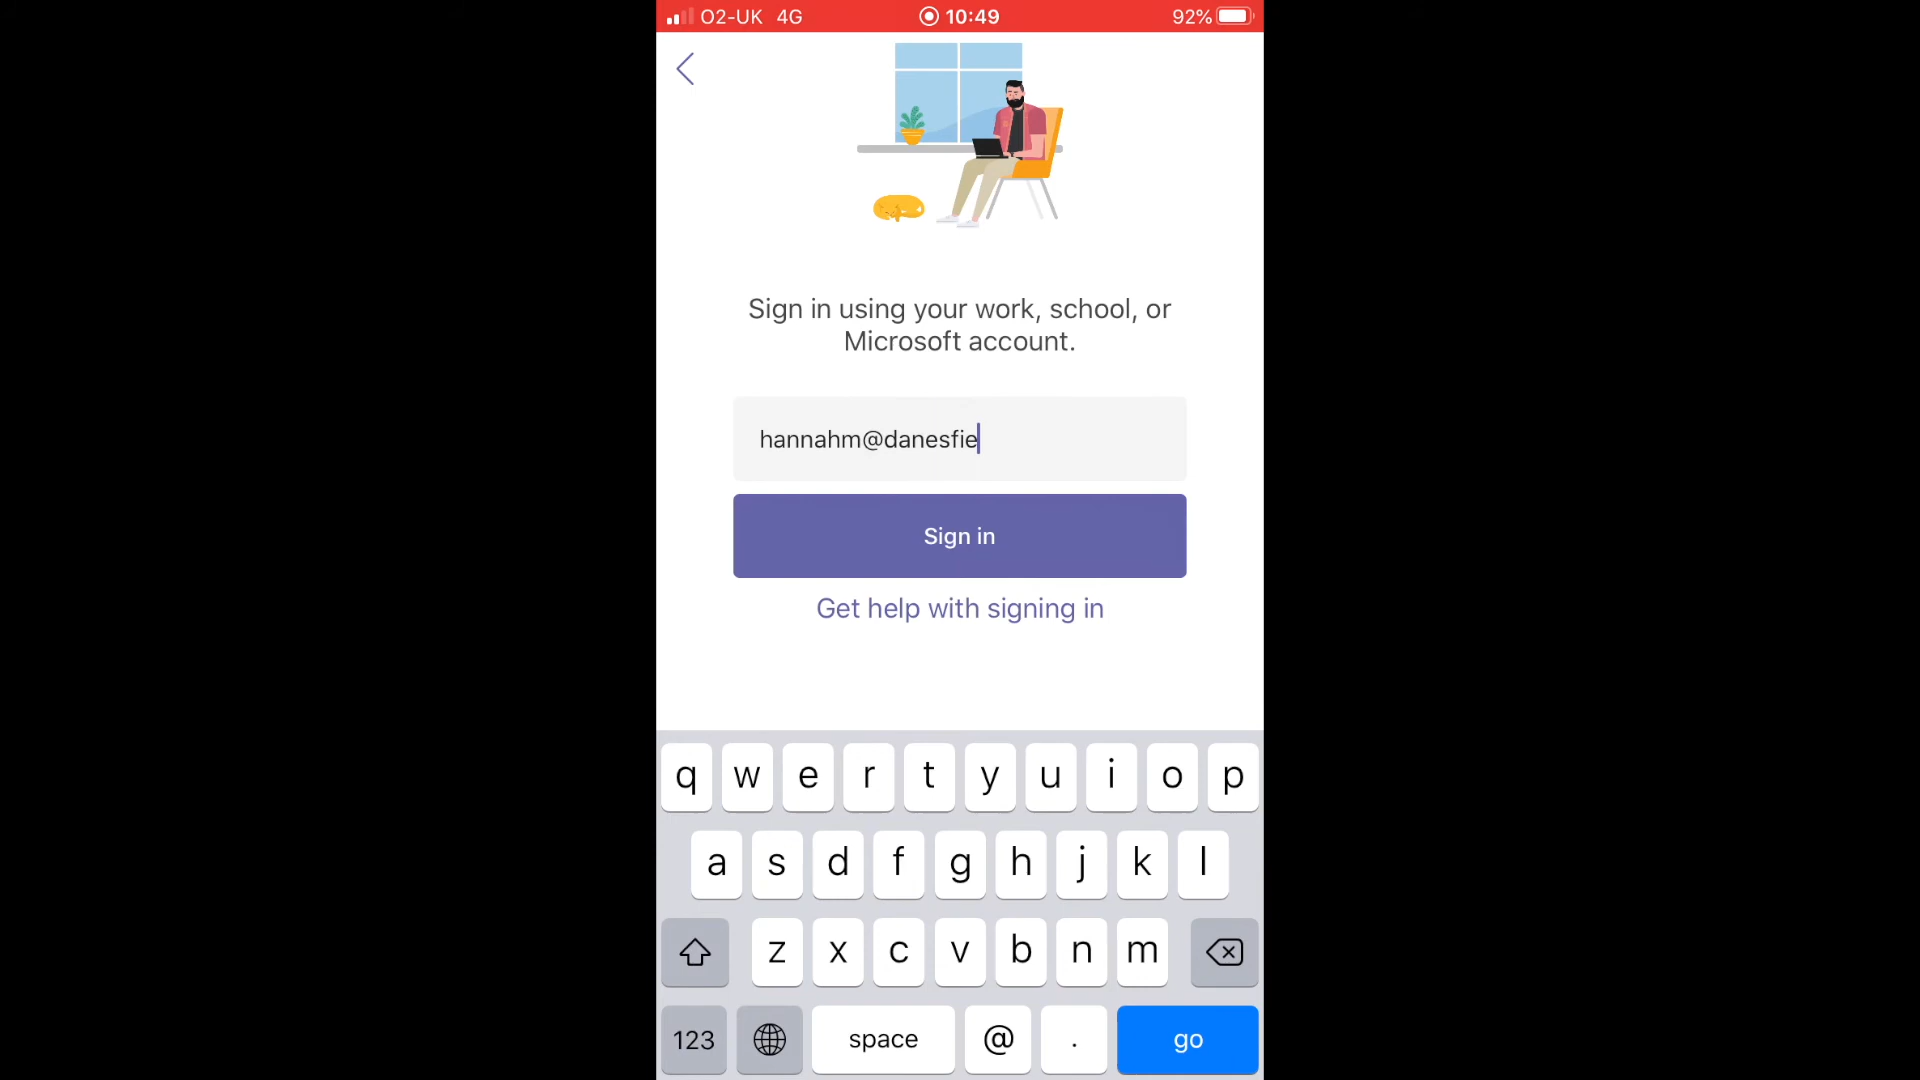 O2-UK 4G 10:49 92%
Sign in using your work, school, or
Microsoft account.
hannahm@danesfie
Sign in
Get help with signing in
q w e r t y u i o p
a s d f g h j k l
z x c v b n m
123 space @ . go